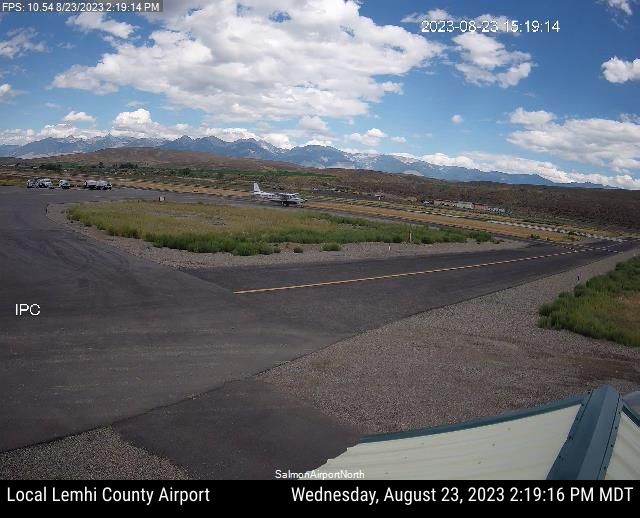 FPS: 10.54 8/23/2023 2:19:14 PM
2023-08-23 15:19:14
IPC
SalmonAirportNorth
Local Lemhi County Airport Wednesday, August 23, 2023 2:19:16 PM MDT